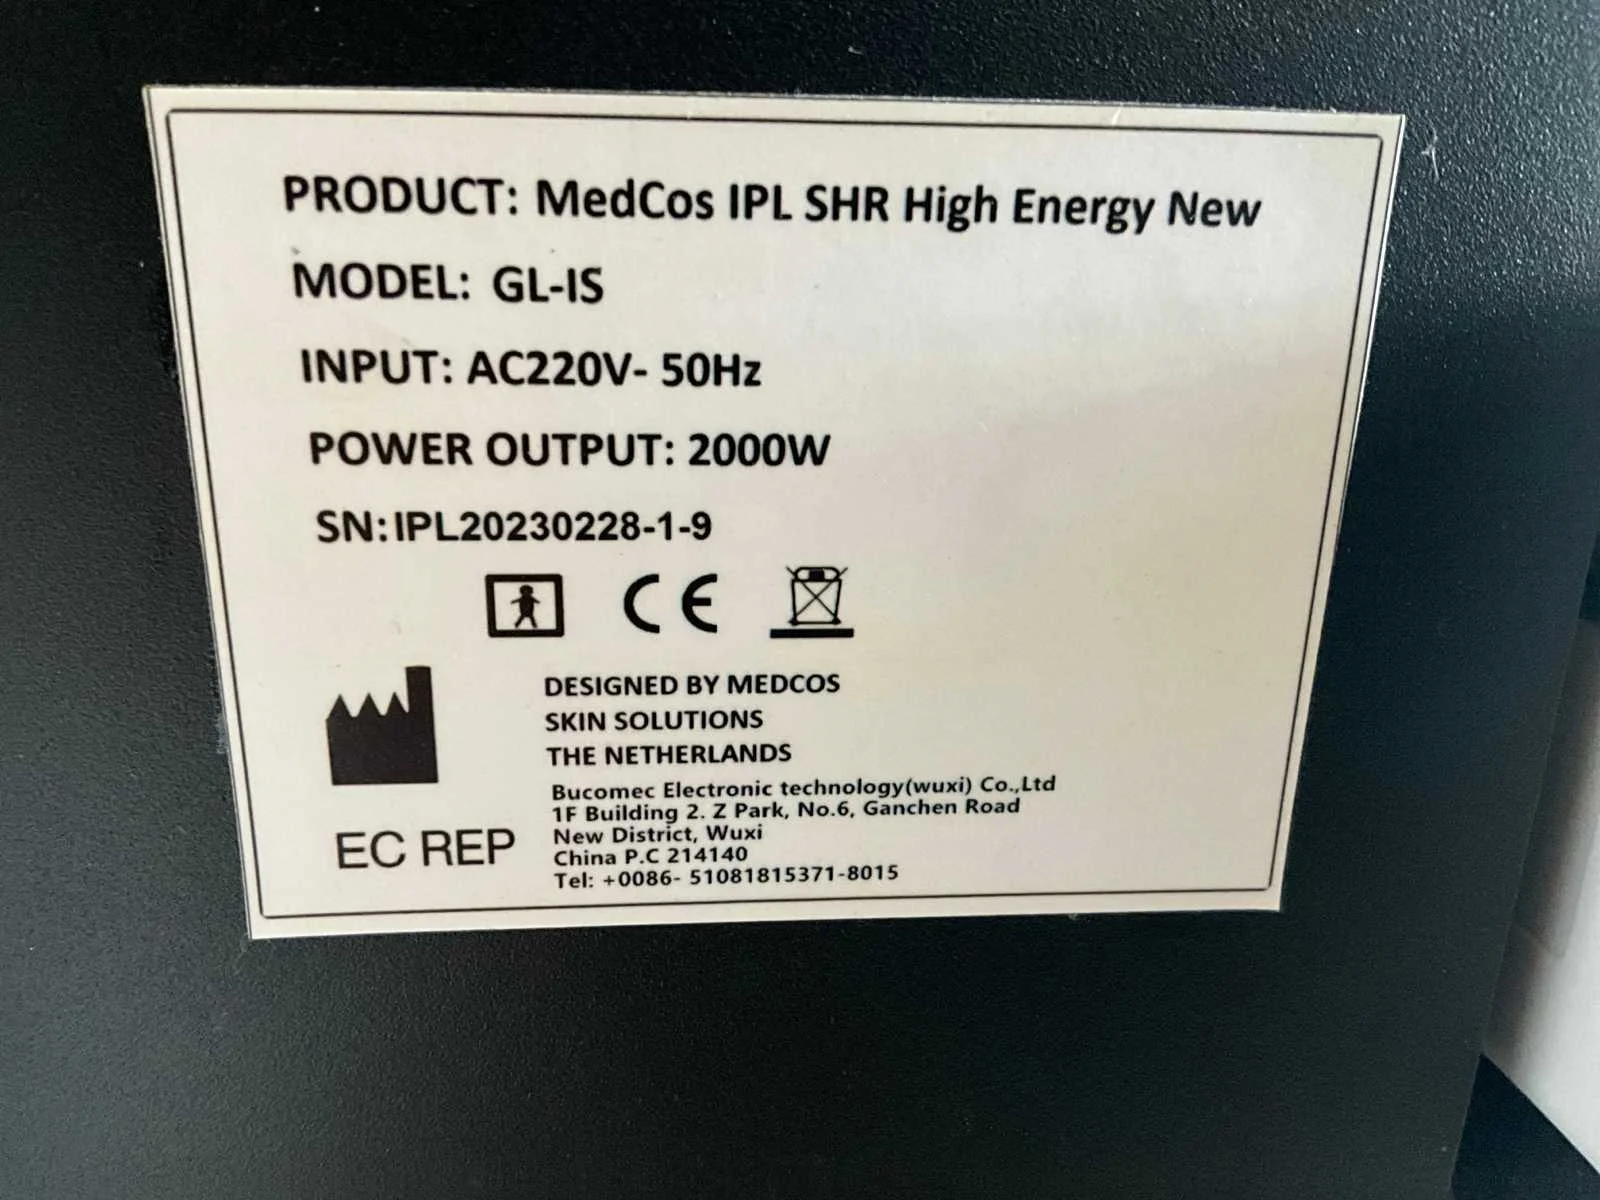 PRODUCT: MedCos IPL SHR High Energy New
MODEL: GL-IS
INPUT: AC220V- 50Hz
POWER OUTPUT: 2000W
SN:IPL20230228-1-9
CE
DESIGNED BY MEDCOS
SKIN SOLUTIONS
THE NETHERLANDS
EC REP
Bucomec Electronic technology(wuxi) Co.,Ltd
1F Building 2. Z Park, No.6, Ganchen Road
New District, Wuxi
China P.C 214140
Tel: +0086- 51081815371-8015